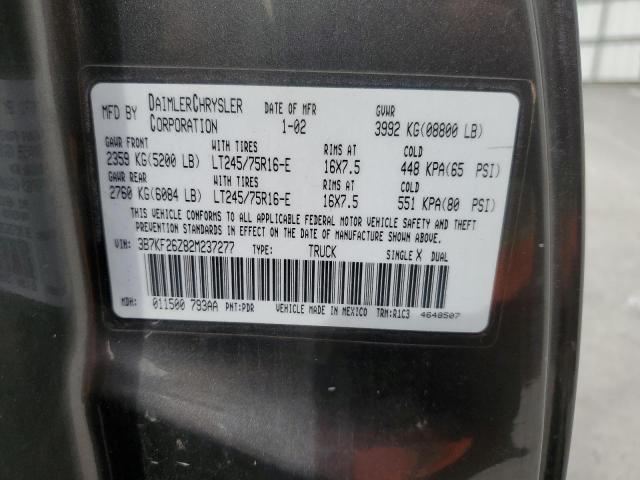 MFD BY DAIMLERCHRYSLER CORPORATION DATE OF MFR 1-02 GVWR 3992 KG(08800 LB)
GAWR FRONT WITH TIRES RIMS AT COLD
2359 KG(5200 LB) LT245/75R16-E 16X7.5 448 KPA(65 PSI)
GAWR REAR WITH TIRES RIMS AT COLD
2760 KG(6084 LB) LT245/75R16-E 16X7.5 551 KPA(80 PSI)
THIS VEHICLE CONFORMS TO ALL APPLICABLE FEDERAL MOTOR VEHICLE SAFETY AND THEFT
PREVENTION STANDARDS IN EFFECT ON THE DATE OF MANUFACTURE SHOWN ABOVE.
VIN: 3B7KF26Z82M237277 TYPE: TRUCK SINGLE X DUAL
MDH: 011500 793AA PNT:PDR VEHICLE MADE IN MEXICO TRM:R1C3 4648507